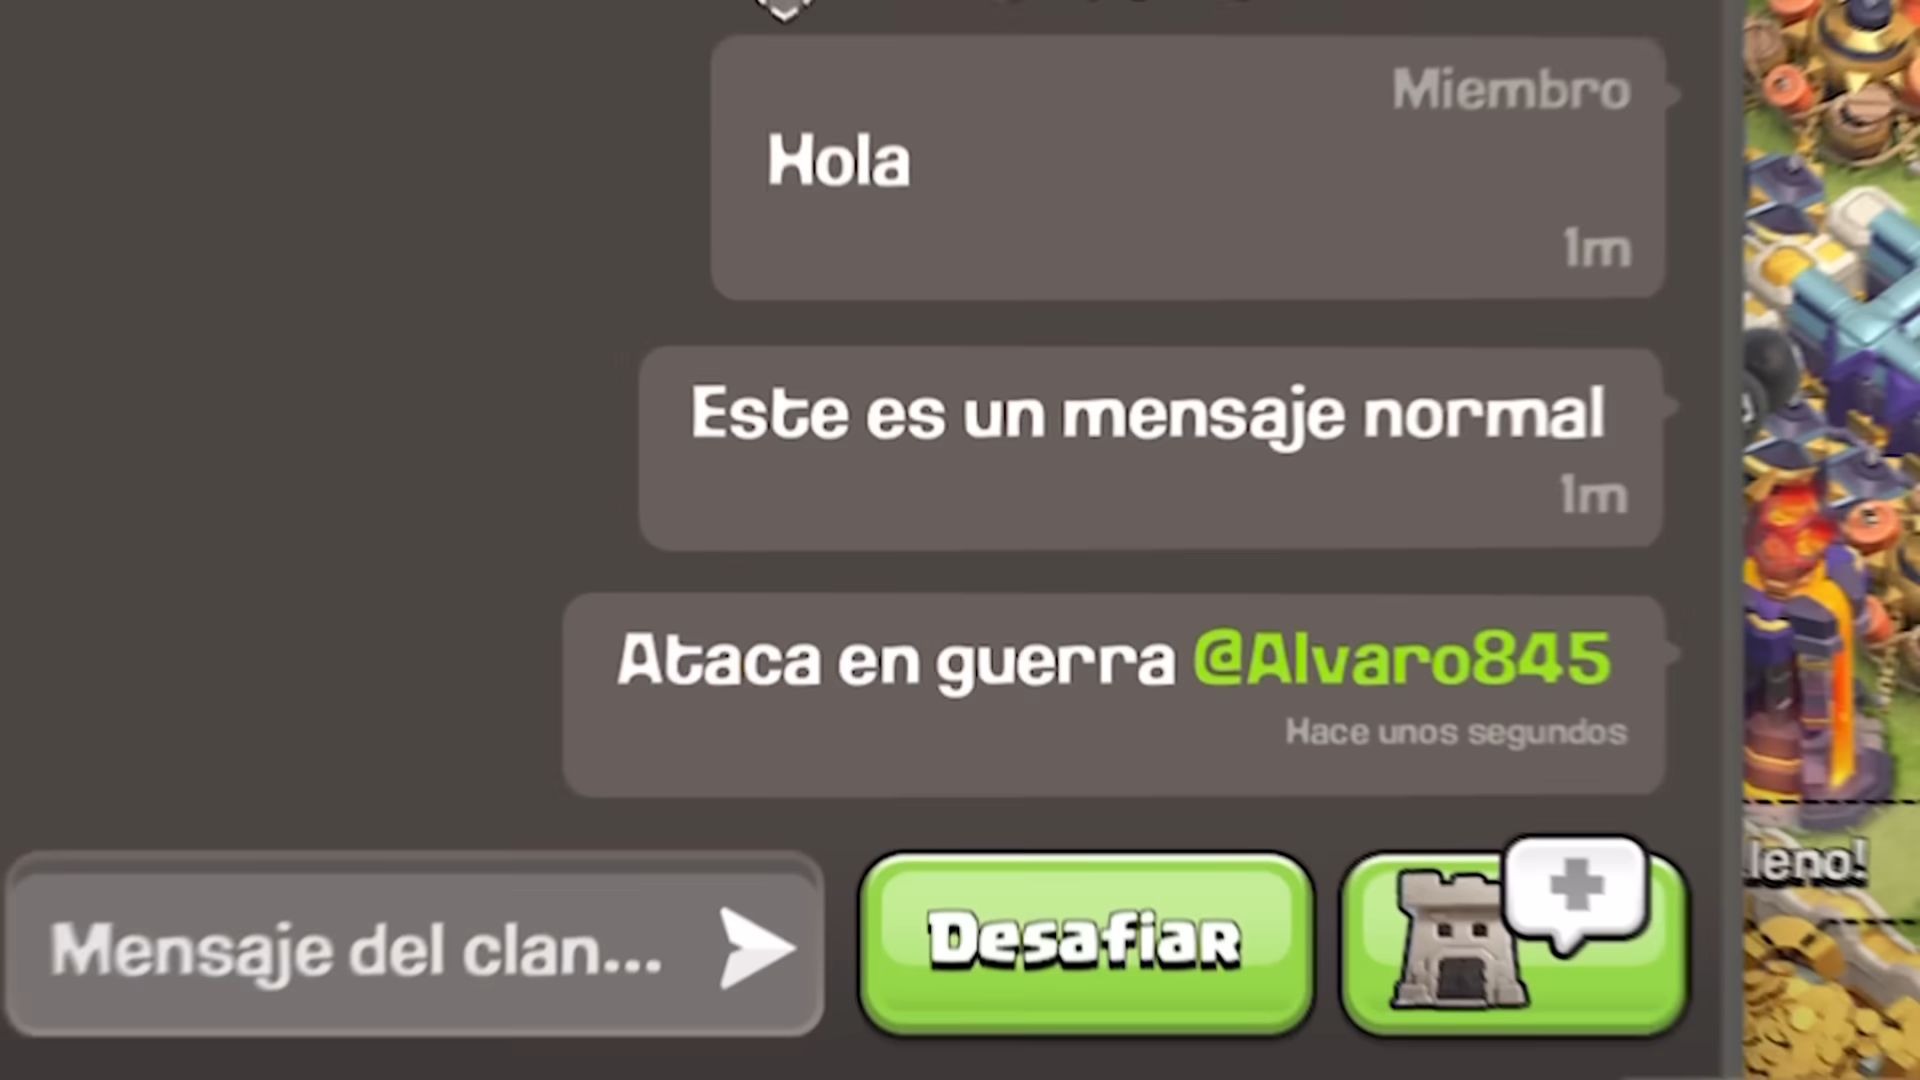 Miembro
Hola
1m
Este es un mensaje normal
1m
Ataca en guerra @Alvaro845
Hace unos segundos
Mensaje del clan...
Desafiar
leno!